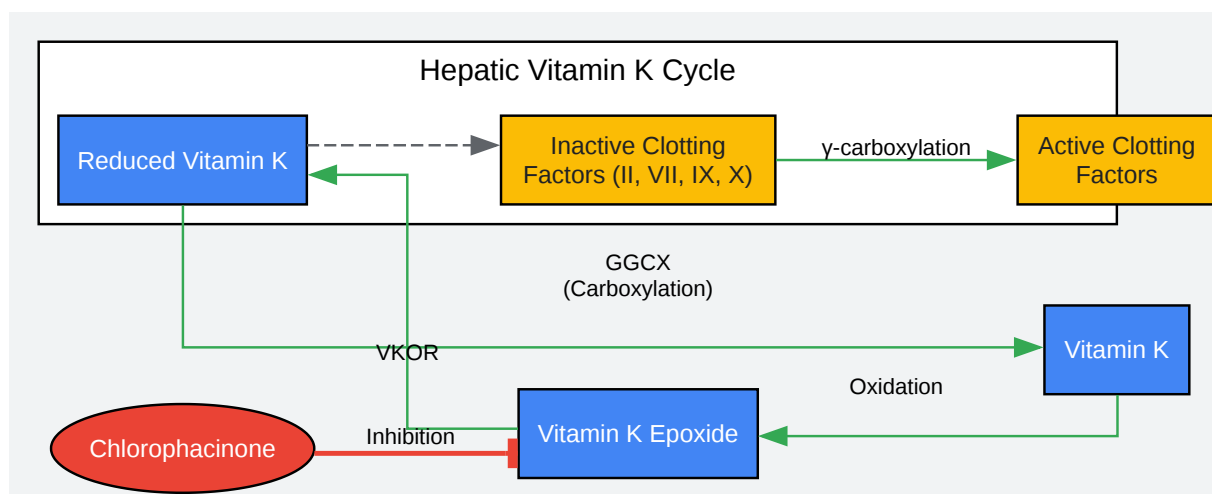 Hepatic Vitamin K Cycle
Reduced Vitamin K
Inactive Clotting
Factors (II, VII, IX, X)
γ-carboxylation
Active Clotting
Factors
GGCX
(Carboxylation)
VKOR
Vitamin K
Oxidation
Chlorophacinone
Inhibition
Vitamin K Epoxide